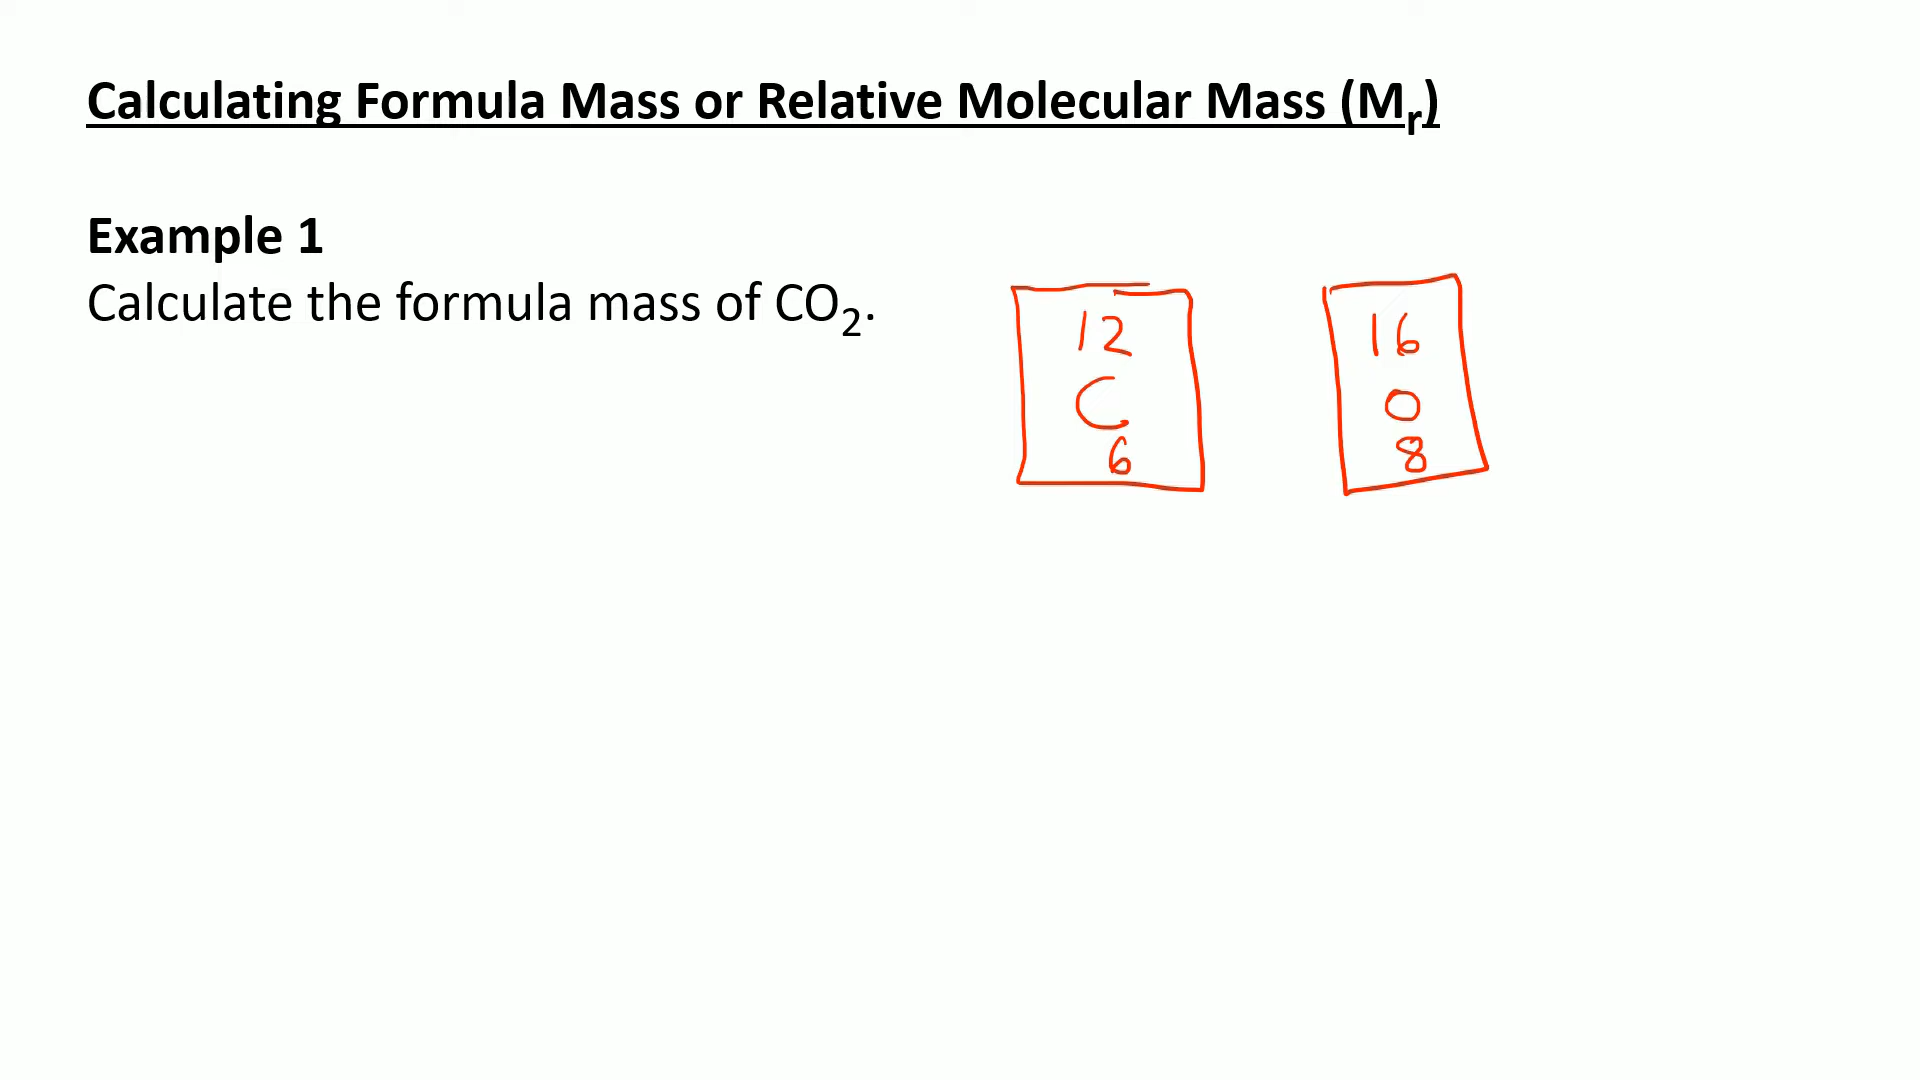 Calculating Formula Mass or Relative Molecular Mass (Mr)
Example 1
Calculate the formula mass of CO2.
12
C
6
16
O
8